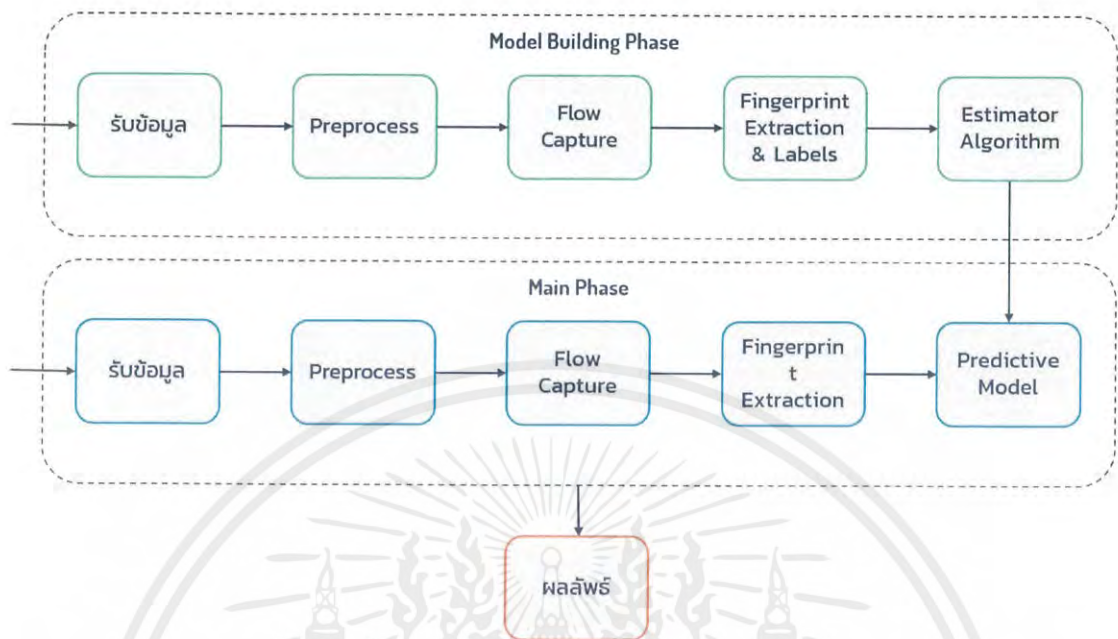 Model Building Phase
รับข้อมูล
Preprocess
Flow
Capture
Fingerprint
Extraction
& Labels
Estimator
Algorithm
Main Phase
รับข้อมูล
Preprocess
Flow
Capture
Fingerprin
t
Extraction
Predictive
Model
ผลลัพธ์